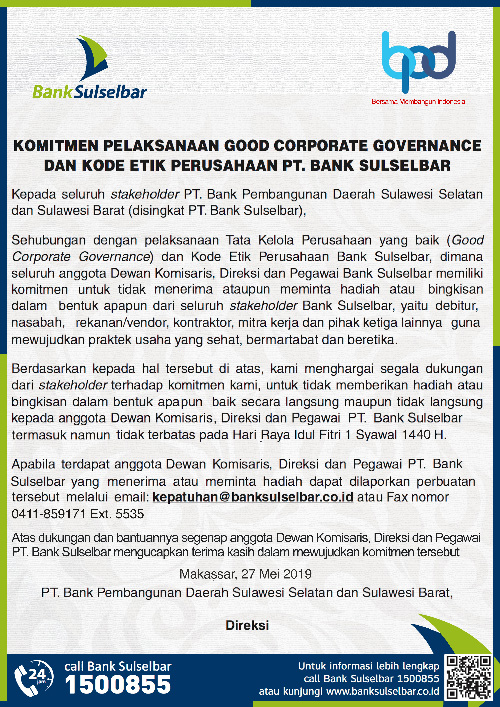 BankSulselbar
bpd
Bersama Membangun Indonesia
KOMITMEN PELAKSANAAN GOOD CORPORATE GOVERNANCE
DAN KODE ETIK PERUSAHAAN PT. BANK SULSELBAR
Kepada seluruh stakeholder PT. Bank Pembangunan Daerah Sulawesi Selatan
dan Sulawesi Barat (disingkat PT. Bank Sulselbar),
Sehubungan dengan pelaksanaan Tata Kelola Perusahaan yang baik (Good
Corporate Governance) dan Kode Etik Perusahaan Bank Sulselbar, dimana
seluruh anggota Dewan Komisaris, Direksi dan Pegawai Bank Sulselbar memiliki
komitmen untuk tidak menerima ataupun meminta hadiah atau bingkisan
dalam bentuk apapun dari seluruh stakeholder Bank Sulselbar, yaitu debitur,
nasabah, rekanan/vendor, kontraktor, mitra kerja dan pihak ketiga lainnya guna
mewujudkan praktek usaha yang sehat, bermartabat dan beretika.
Berdasarkan kepada hal tersebut di atas, kami menghargai segala dukungan
dari stakeholder terhadap komitmen kami, untuk tidak memberikan hadiah atau
bingkisan dalam bentuk apapun baik secara langsung maupun tidak langsung
kepada anggota Dewan Komisaris, Direksi dan Pegawai PT. Bank Sulselbar
termasuk namun tidak terbatas pada Hari Raya Idul Fitri 1 Syawal 1440 H.
Apabila terdapat anggota Dewan Komisaris, Direksi dan Pegawai PT. Bank
Sulselbar yang menerima atau meminta hadiah dapat dilaporkan perbuatan
tersebut melalui email: kepatuhan@banksulselbar.co.id atau Fax nomor
0411-859171 Ext. 5535
Atas dukungan dan bantuannya segenap anggota Dewan Komisaris, Direksi dan Pegawai
PT. Bank Sulselbar mengucapkan terima kasih dalam mewujudkan komitmen tersebut
Makassar, 27 Mei 2019
PT. Bank Pembangunan Daerah Sulawesi Selatan dan Sulawesi Barat,
Direksi
24
jam
call Bank Sulselbar
1500855
Untuk informasi lebih lengkap
call Bank Sulselbar 1500855
atau kunjungi www.banksulselbar.co.id